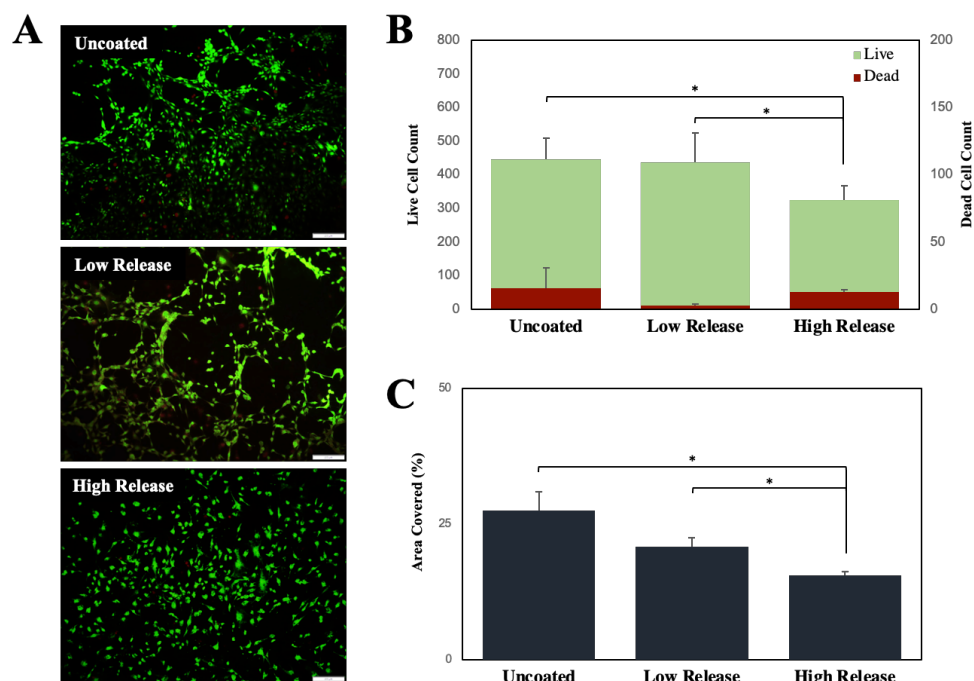 A
Uncoated
Low Release
High Release
B
800
700
600
500
400
300
200
100
0
Live Cell Count
200
150
100
50
0
Dead Cell Count
Live
Dead
*
*
Uncoated
Low Release
High Release
C
50
25
0
Area Covered (%)
*
*
Uncoated
Low Release
High Release